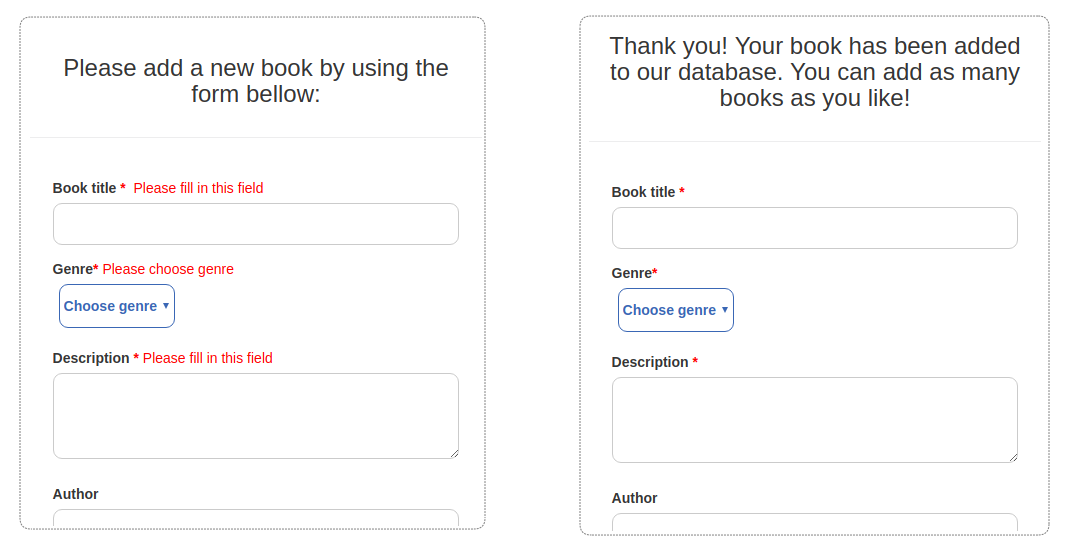 Please add a new book by using the
form bellow:
Book title * Please fill in this field
Genre* Please choose genre
Choose genre ▾
Description * Please fill in this field
Author
Thank you! Your book has been added
to our database. You can add as many
books as you like!
Book title *
Genre*
Choose genre ▾
Description *
Author